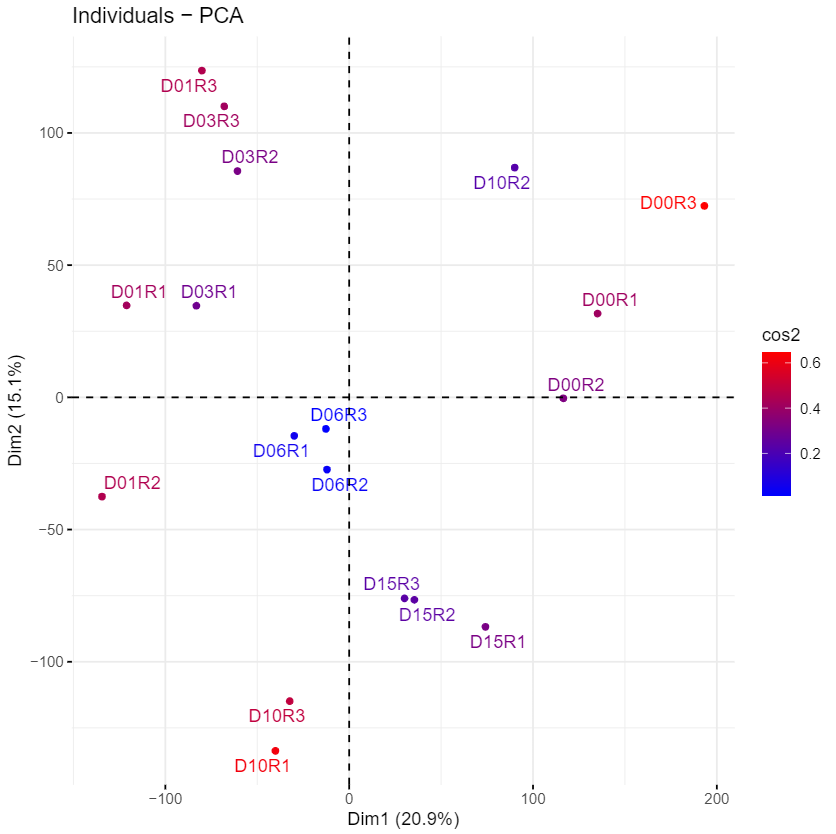 Individuals − PCA
D01R3
D03R3
D03R2
D10R2
D00R3
D01R1
D03R1
D00R1
D00R2
D06R3
D06R1
D06R2
D01R2
D15R3
D15R2
D15R1
D10R3
D10R1
100
50
0
−50
−100
−100
0
100
200
Dim1 (20.9%)
Dim2 (15.1%)
cos2
0.6
0.4
0.2